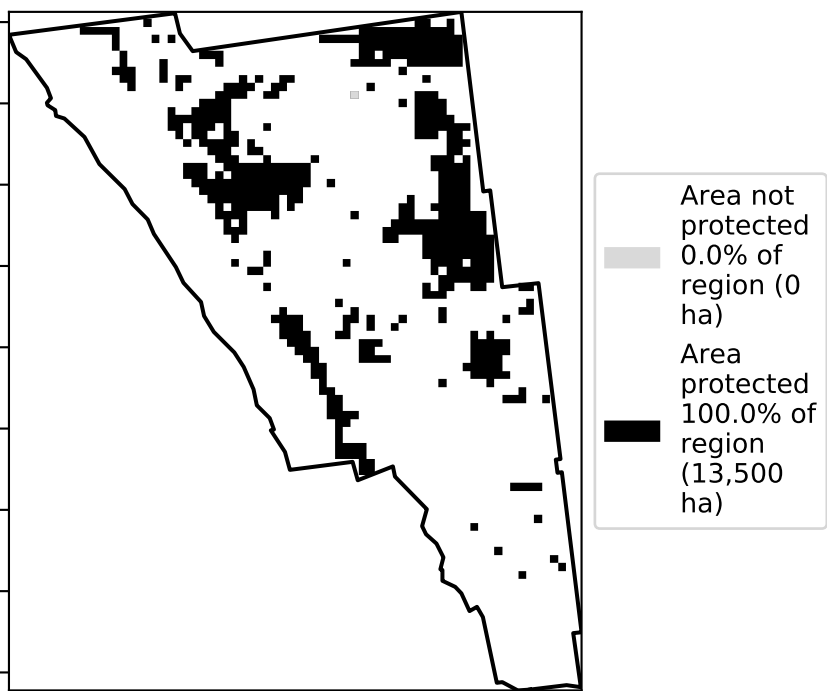 Area not
protected
0.0% of
region (0
ha)
Area
protected
100.0% of
region
(13,500
ha)